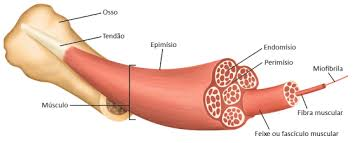 Osso
Tendão
Epimísio
Músculo
Endomísio
Perimísio
Miofibrila
Fibra muscular
Feixe ou fascículo muscular